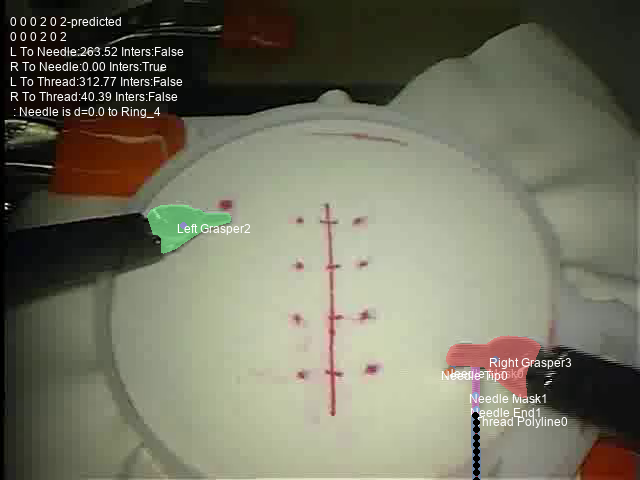 0 0 0 2 0 2-predicted
0 0 0 2 0 2
L To Needle:263.52 Inters:False
R To Needle:0.00 Inters:True
L To Thread:312.77 Inters:False
R To Thread:40.39 Inters:False
: Needle is d=0.0 to Ring_4
Left Grasper2
Right Grasper3
Needle Tip0
Needle Mask1
Needle End1
Thread Polyline0